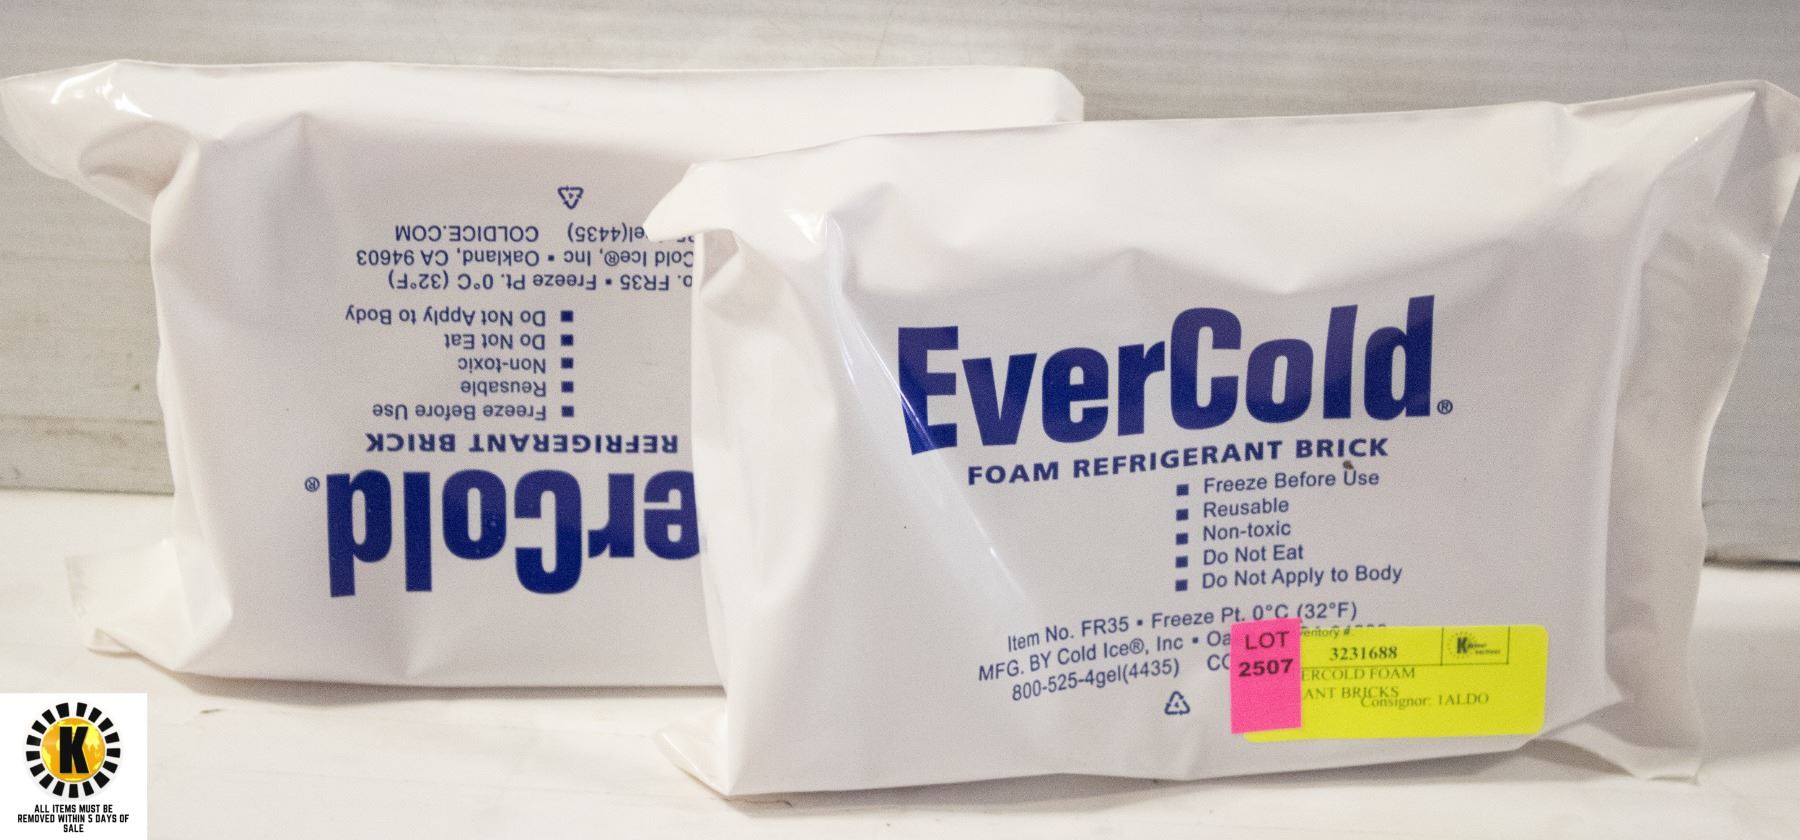 EverCold®
FOAM REFRIGERANT BRICK
Freeze Before Use
Reusable
Non-toxic
Do Not Eat
Do Not Apply to Body
Item No. FR35 ▪ Freeze Pt. 0°C (32°F)
MFG. BY Cold Ice®, Inc ▪
800-525-4gel(4435)
LOT
2507
3231688
ERCOLD FOAM
ANT BRICKS
Consignor: 1ALDO
erCold®
REFRIGERANT BRICK
Freeze Before Use
Reusable
Non-toxic
Do Not Eat
Do Not Apply to Body
o. FR35 ▪ Freeze Pt. 0°C (32°F)
Cold Ice®, Inc ▪ Oakland, CA 94603
el(4435) COLDICE.COM
K
ALL ITEMS MUST BE
REMOVED WITHIN 5 DAYS OF
SALE